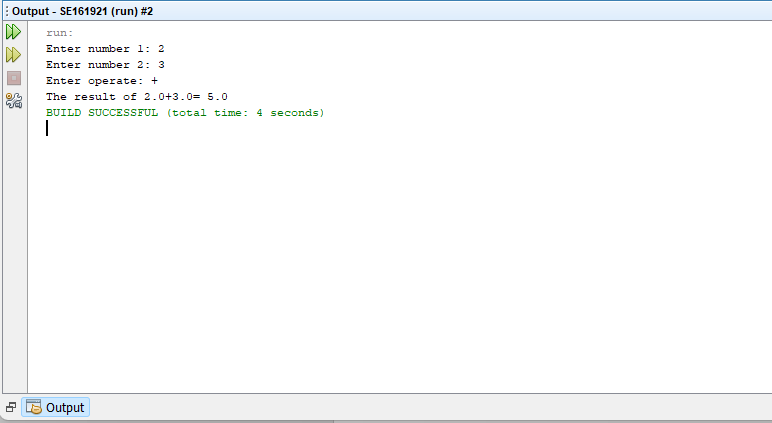 Output - SE161921 (run) #2
run:
Enter number 1: 2
Enter number 2: 3
Enter operate: +
The result of 2.0+3.0= 5.0
BUILD SUCCESSFUL (total time: 4 seconds)
Output